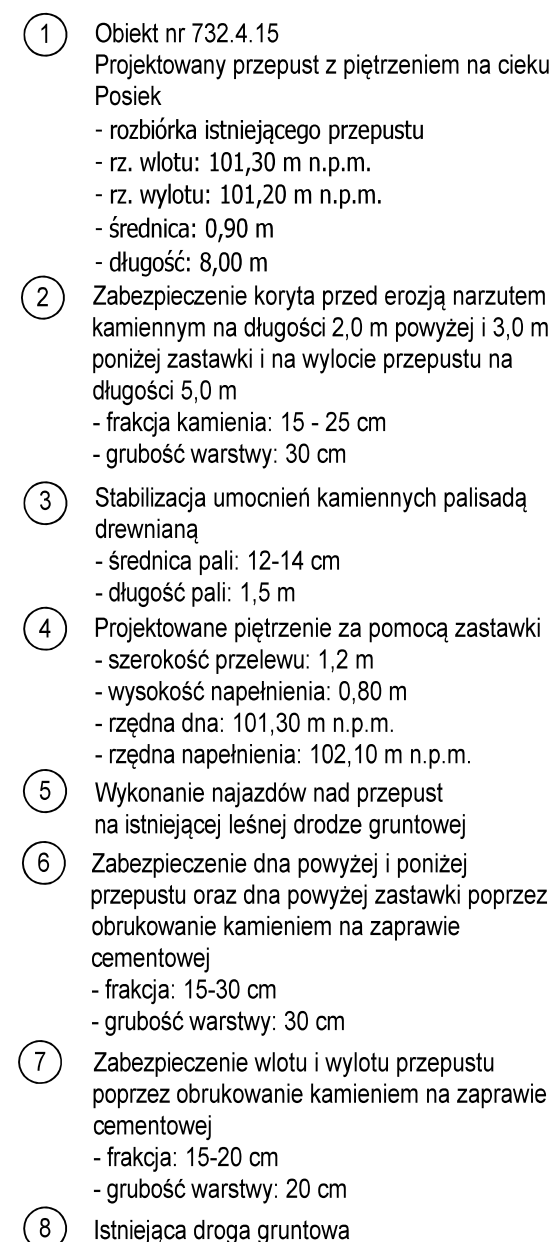 1 Obiekt nr 732.4.15
Projektowany przepust z piętrzeniem na cieku
Posiek
- rozbiórka istniejącego przepustu
- rz. wlotu: 101,30 m n.p.m.
- rz. wylotu: 101,20 m n.p.m.
- średnica: 0,90 m
- długość: 8,00 m
2 Zabezpieczenie koryta przed erozją narzutem
kamiennym na długości 2,0 m powyżej i 3,0 m
poniżej zastawki i na wylocie przepustu na
długości 5,0 m
- frakcja kamienia: 15 - 25 cm
- grubość warstwy: 30 cm
3 Stabilizacja umocnień kamiennych palisadą
drewnianą
- średnica pali: 12-14 cm
- długość pali: 1,5 m
4 Projektowane piętrzenie za pomocą zastawki
- szerokość przelewu: 1,2 m
- wysokość napełnienia: 0,80 m
- rzędna dna: 101,30 m n.p.m.
- rzędna napełnienia: 102,10 m n.p.m.
5 Wykonanie najazdów nad przepust
na istniejącej leśnej drodze gruntowej
6 Zabezpieczenie dna powyżej i poniżej
przepustu oraz dna powyżej zastawki poprzez
obrukowanie kamieniem na zaprawie
cementowej
- frakcja: 15-30 cm
- grubość warstwy: 30 cm
7 Zabezpieczenie wlotu i wylotu przepustu
poprzez obrukowanie kamieniem na zaprawie
cementowej
- frakcja: 15-20 cm
- grubość warstwy: 20 cm
8 Istniejąca droga gruntowa